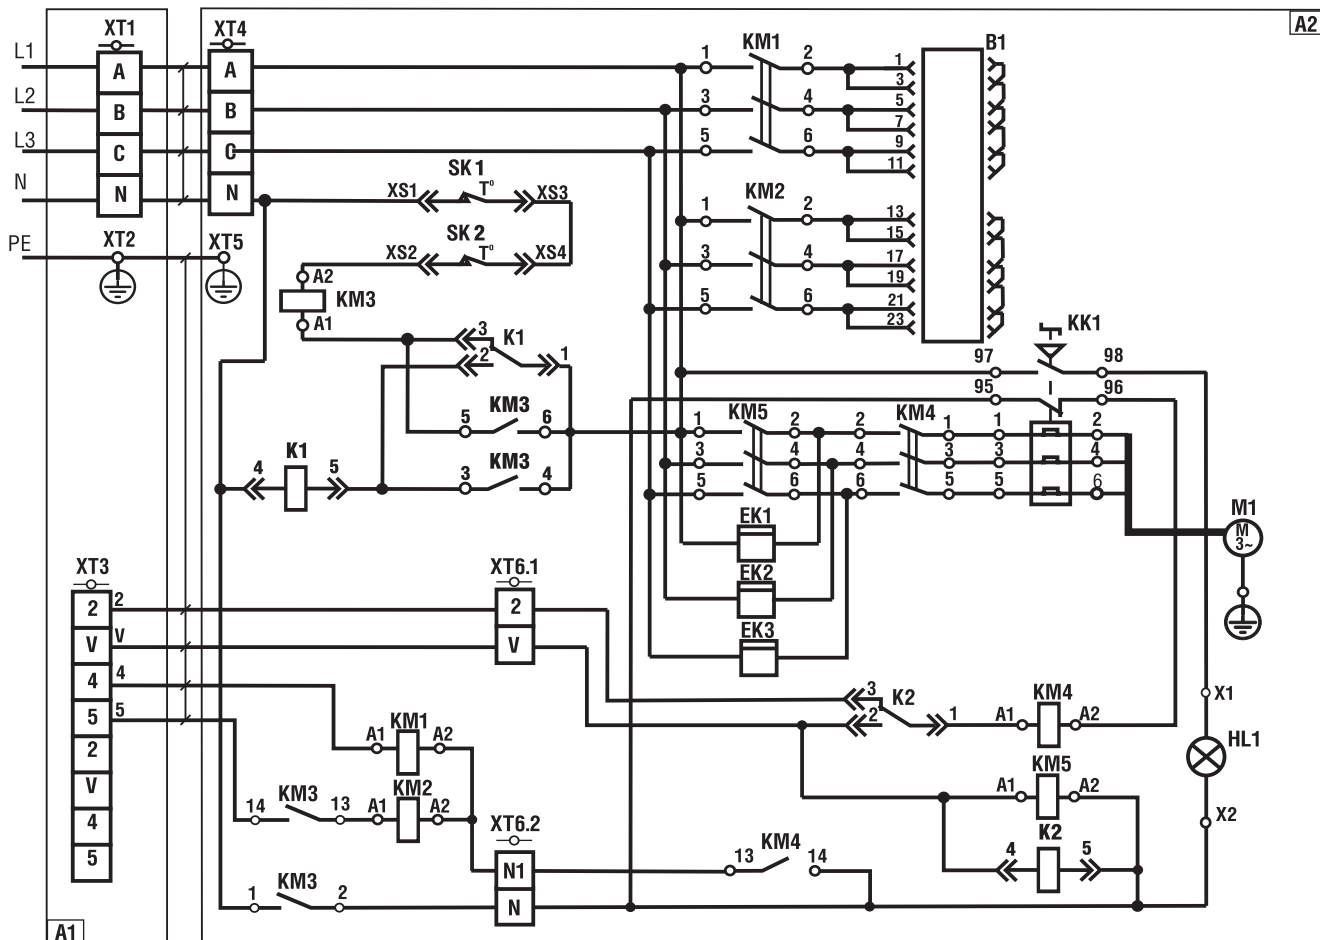 XT1 XT4 A2
L1 A A 1 KM1 2 1 B1
3
L2 B B 3 4 5
7
L3 C C 5 6 9
11
SK1
N N N XS1 T° XS3 1 KM2 2 13
15
PE XT2 XT5 SK2
XS2 T° XS4 3 4 17
19
A2
KM3 5 6 21
A1 23
3 K1 KK1
2 1 97 98
95 96
KM3 KM5 KM4
5 6 1 2 2 1 1 2
K1 KM3 3 4 4 3 3 4
4 5 3 4 5 6 6 5 5 6
EK1 M1
M
3~
XT3 XT6.1 EK2
2 2 2
V V V EK3
4 4
5 5 3 K2 KM4 X1
KM1 2 1 A1 A2
A1 A2 HL1
2
V KM3 KM2 KM5
14 13 A1 A2 A1 A2
4 XT6.2 K2 X2
5 N1 13 KM4 14 4 5
KM3
1 2 N
A1